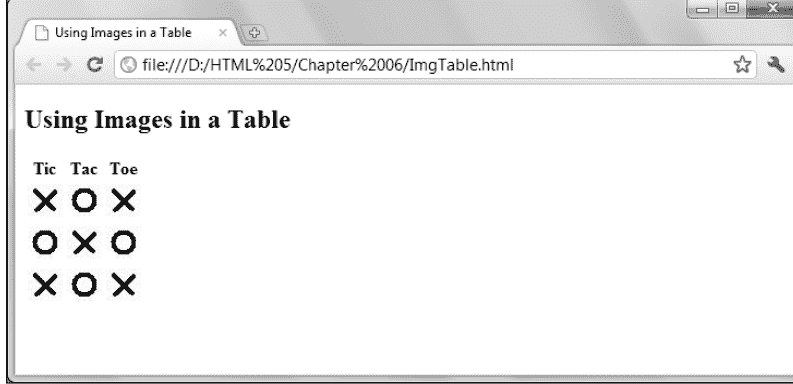 Using Images in a Table
file:///D:/HTML%205/Chapter%2006/ImgTable.html
Using Images in a Table
Tic Tac Toe
X O X
O X O
X O X